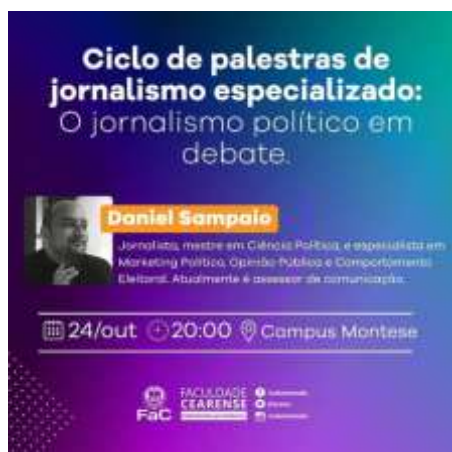 Ciclo de palestras de
jornalismo especializado:
O jornalismo político em
debate.
Daniel Sampaio
Jornalista, mestre em Ciência Política, e especialista em
Marketing Político, Opinião Pública e Comportamento
Eleitoral. Atualmente é assessor de comunicação.
24/out 20:00 Campus Montese
FaC
FACULDADE
CEARENSE